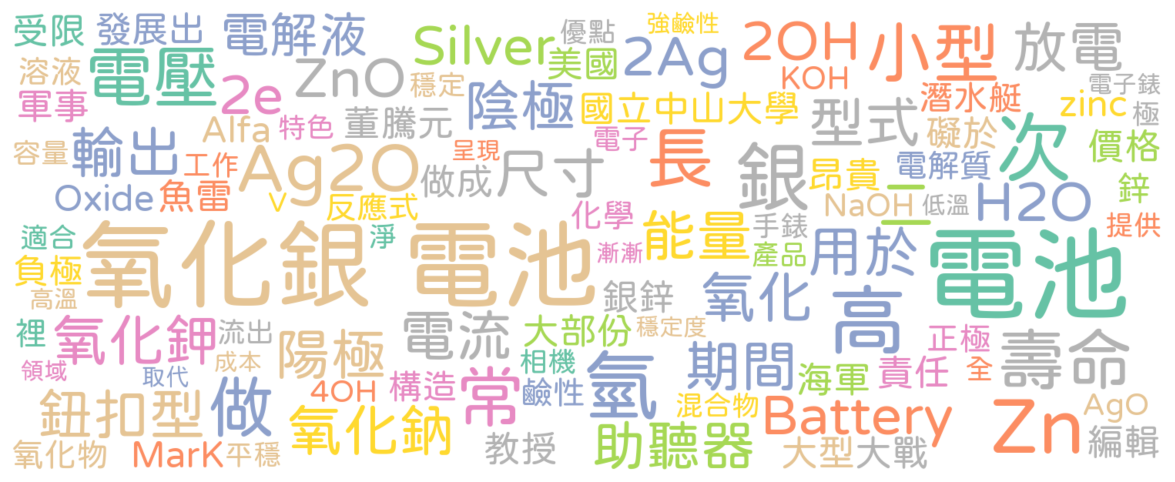 受限 發展出 電解液 Silver 優點 強鹼性 2Ag 2OH 小型 放電
溶液 電壓 2e ZnO 穩定 美國 KOH 電子錶
軍事 陰極 國立中山大學 型式 潛水艇 zinc 極
輸出 Alfa 特色 董騰元 電子 長 銀 礙於 次 價格
容量 工作 Ag2O 呈現 做成 尺寸 昂貴 電解質
Oxide 魚雷 V 反應式 化學 手錶 NaOH 二 低溫 H2O 鋅
適合 氧化銀 電池 淨 漸漸 能量 產品 用於 電池 提供
負極 高溫 銀鋅 氧化 高
裡 氫化鉀 流出 陽極 電流 大部份 穩定度 期間 正極 壽命
領域 取代 成本 4OH 構造 常 相機 鹼性 氫 海軍 責任 全
鈕扣型 做 氧化鈉 混合物 Battery Zn AgO
氧化物 MarK 平穩 教授 助聽器 大型 大戰 編輯